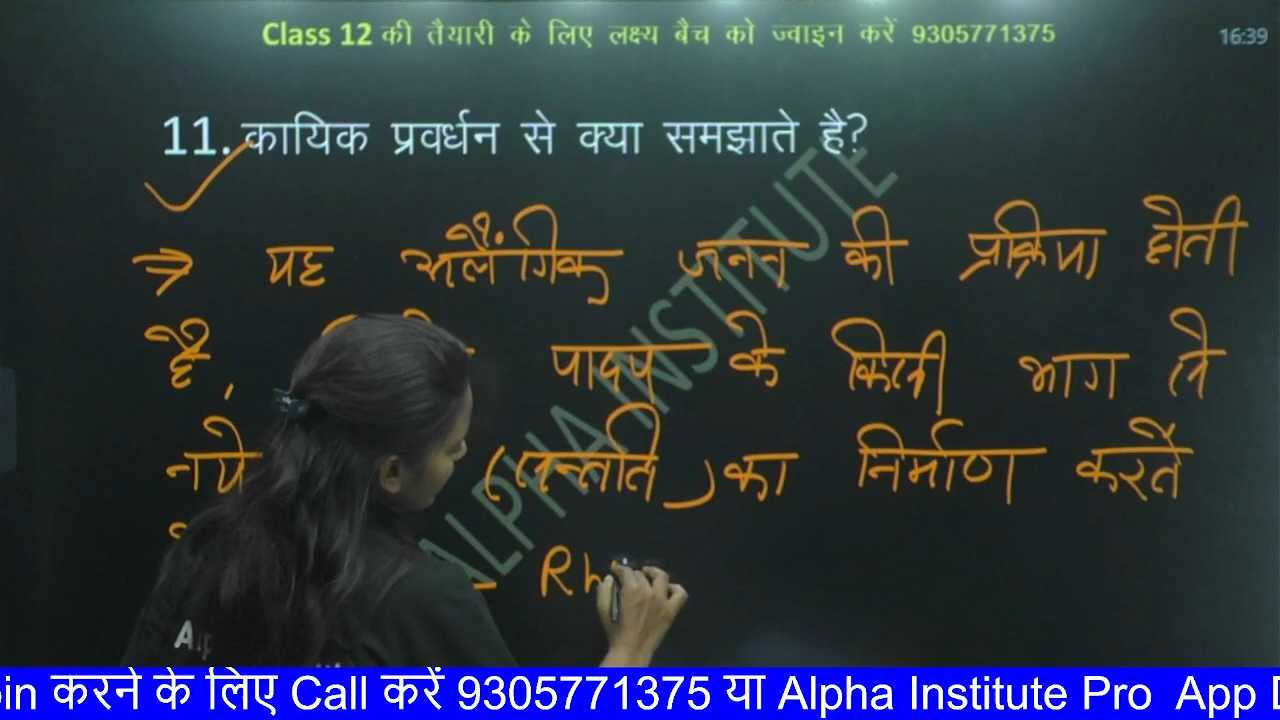 Class 12 की तैयारी के लिए लक्ष्य बैच को ज्वाइन करें 9305771375
16:39
11. कायिक प्रवर्धन से क्या समझाते है?
⇒ यह अलैंगिक जनन की प्रक्रिया होती
है, पादप के किसी भाग से
नये (सन्तति) का निर्माण करते
- Rh
ALPHA INSTITUTE
in करने के लिए Call करें 9305771375 या Alpha Institute Pro App